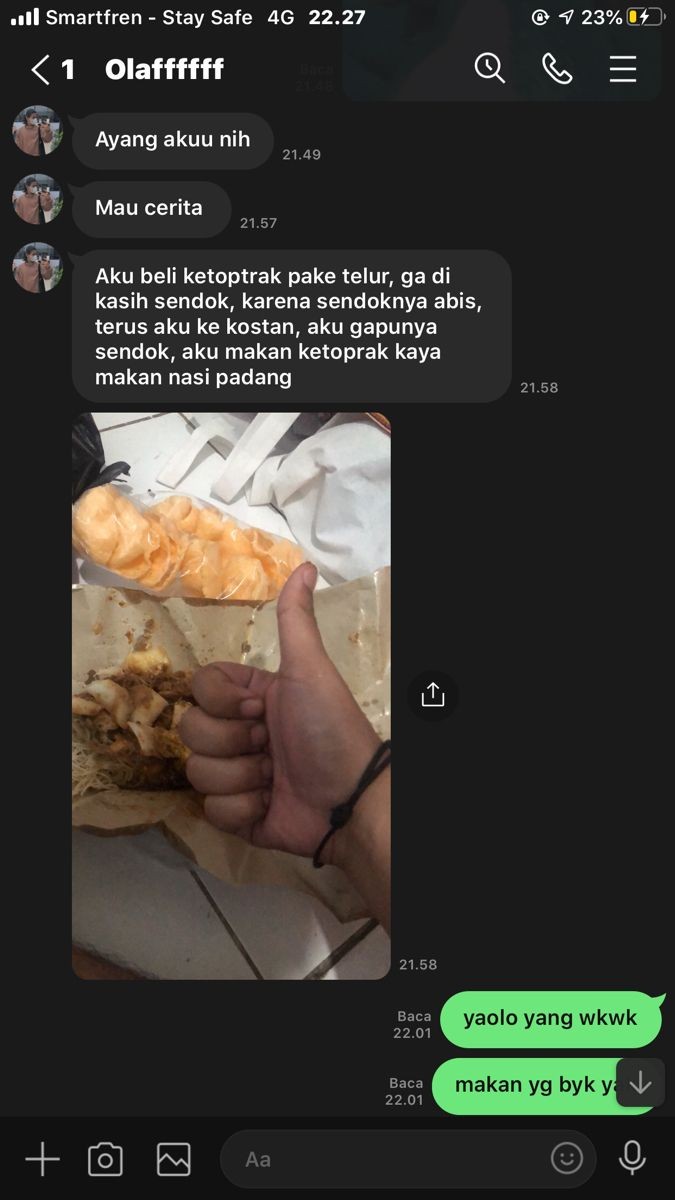 Smartfren - Stay Safe 4G 22.27 23%
1 Olaffffff
Baca
21.48
Ayang akuu nih
21.49
Mau cerita
21.57
Aku beli ketoptrak pake telur, ga di
kasih sendok, karena sendoknya abis,
terus aku ke kostan, aku gapunya
sendok, aku makan ketoprak kaya
makan nasi padang
21.58
21.58
Baca
22.01
yaolo yang wkwk
Baca
22.01
makan yg byk
Aa